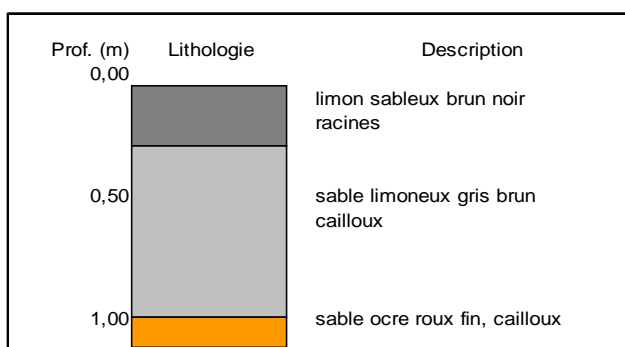 Prof. (m) Lithologie Description
0,00
limon sableux brun noir
racines
0,50 sable limoneux gris brun
cailloux
1,00 sable ocre roux fin, cailloux